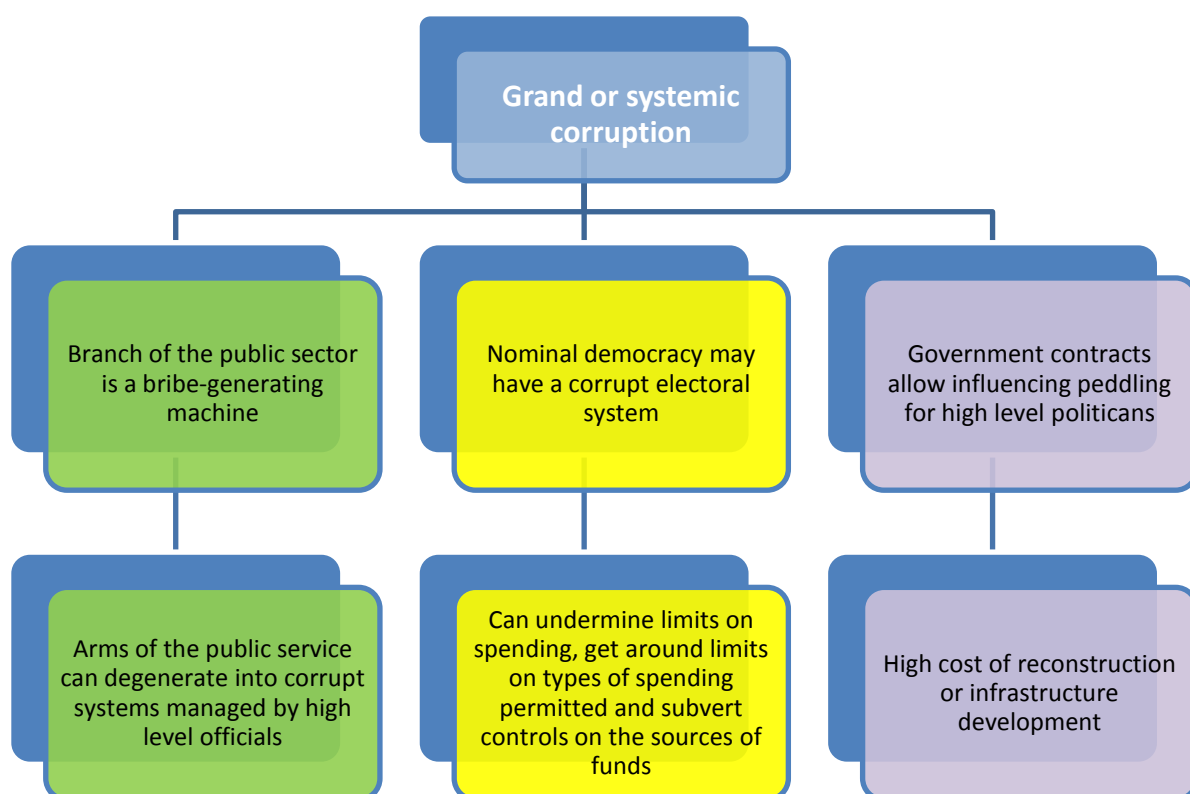 Grand or systemic
corruption
Branch of the public sector
is a bribe-generating
machine
Nominal democracy may
have a corrupt electoral
system
Government contracts
allow influencing peddling
for high level politicans
Arms of the public service
can degenerate into corrupt
systems managed by high
level officials
Can undermine limits on
spending, get around limits
on types of spending
permitted and subvert
controls on the sources of
funds
High cost of reconstruction
or infrastructure
development